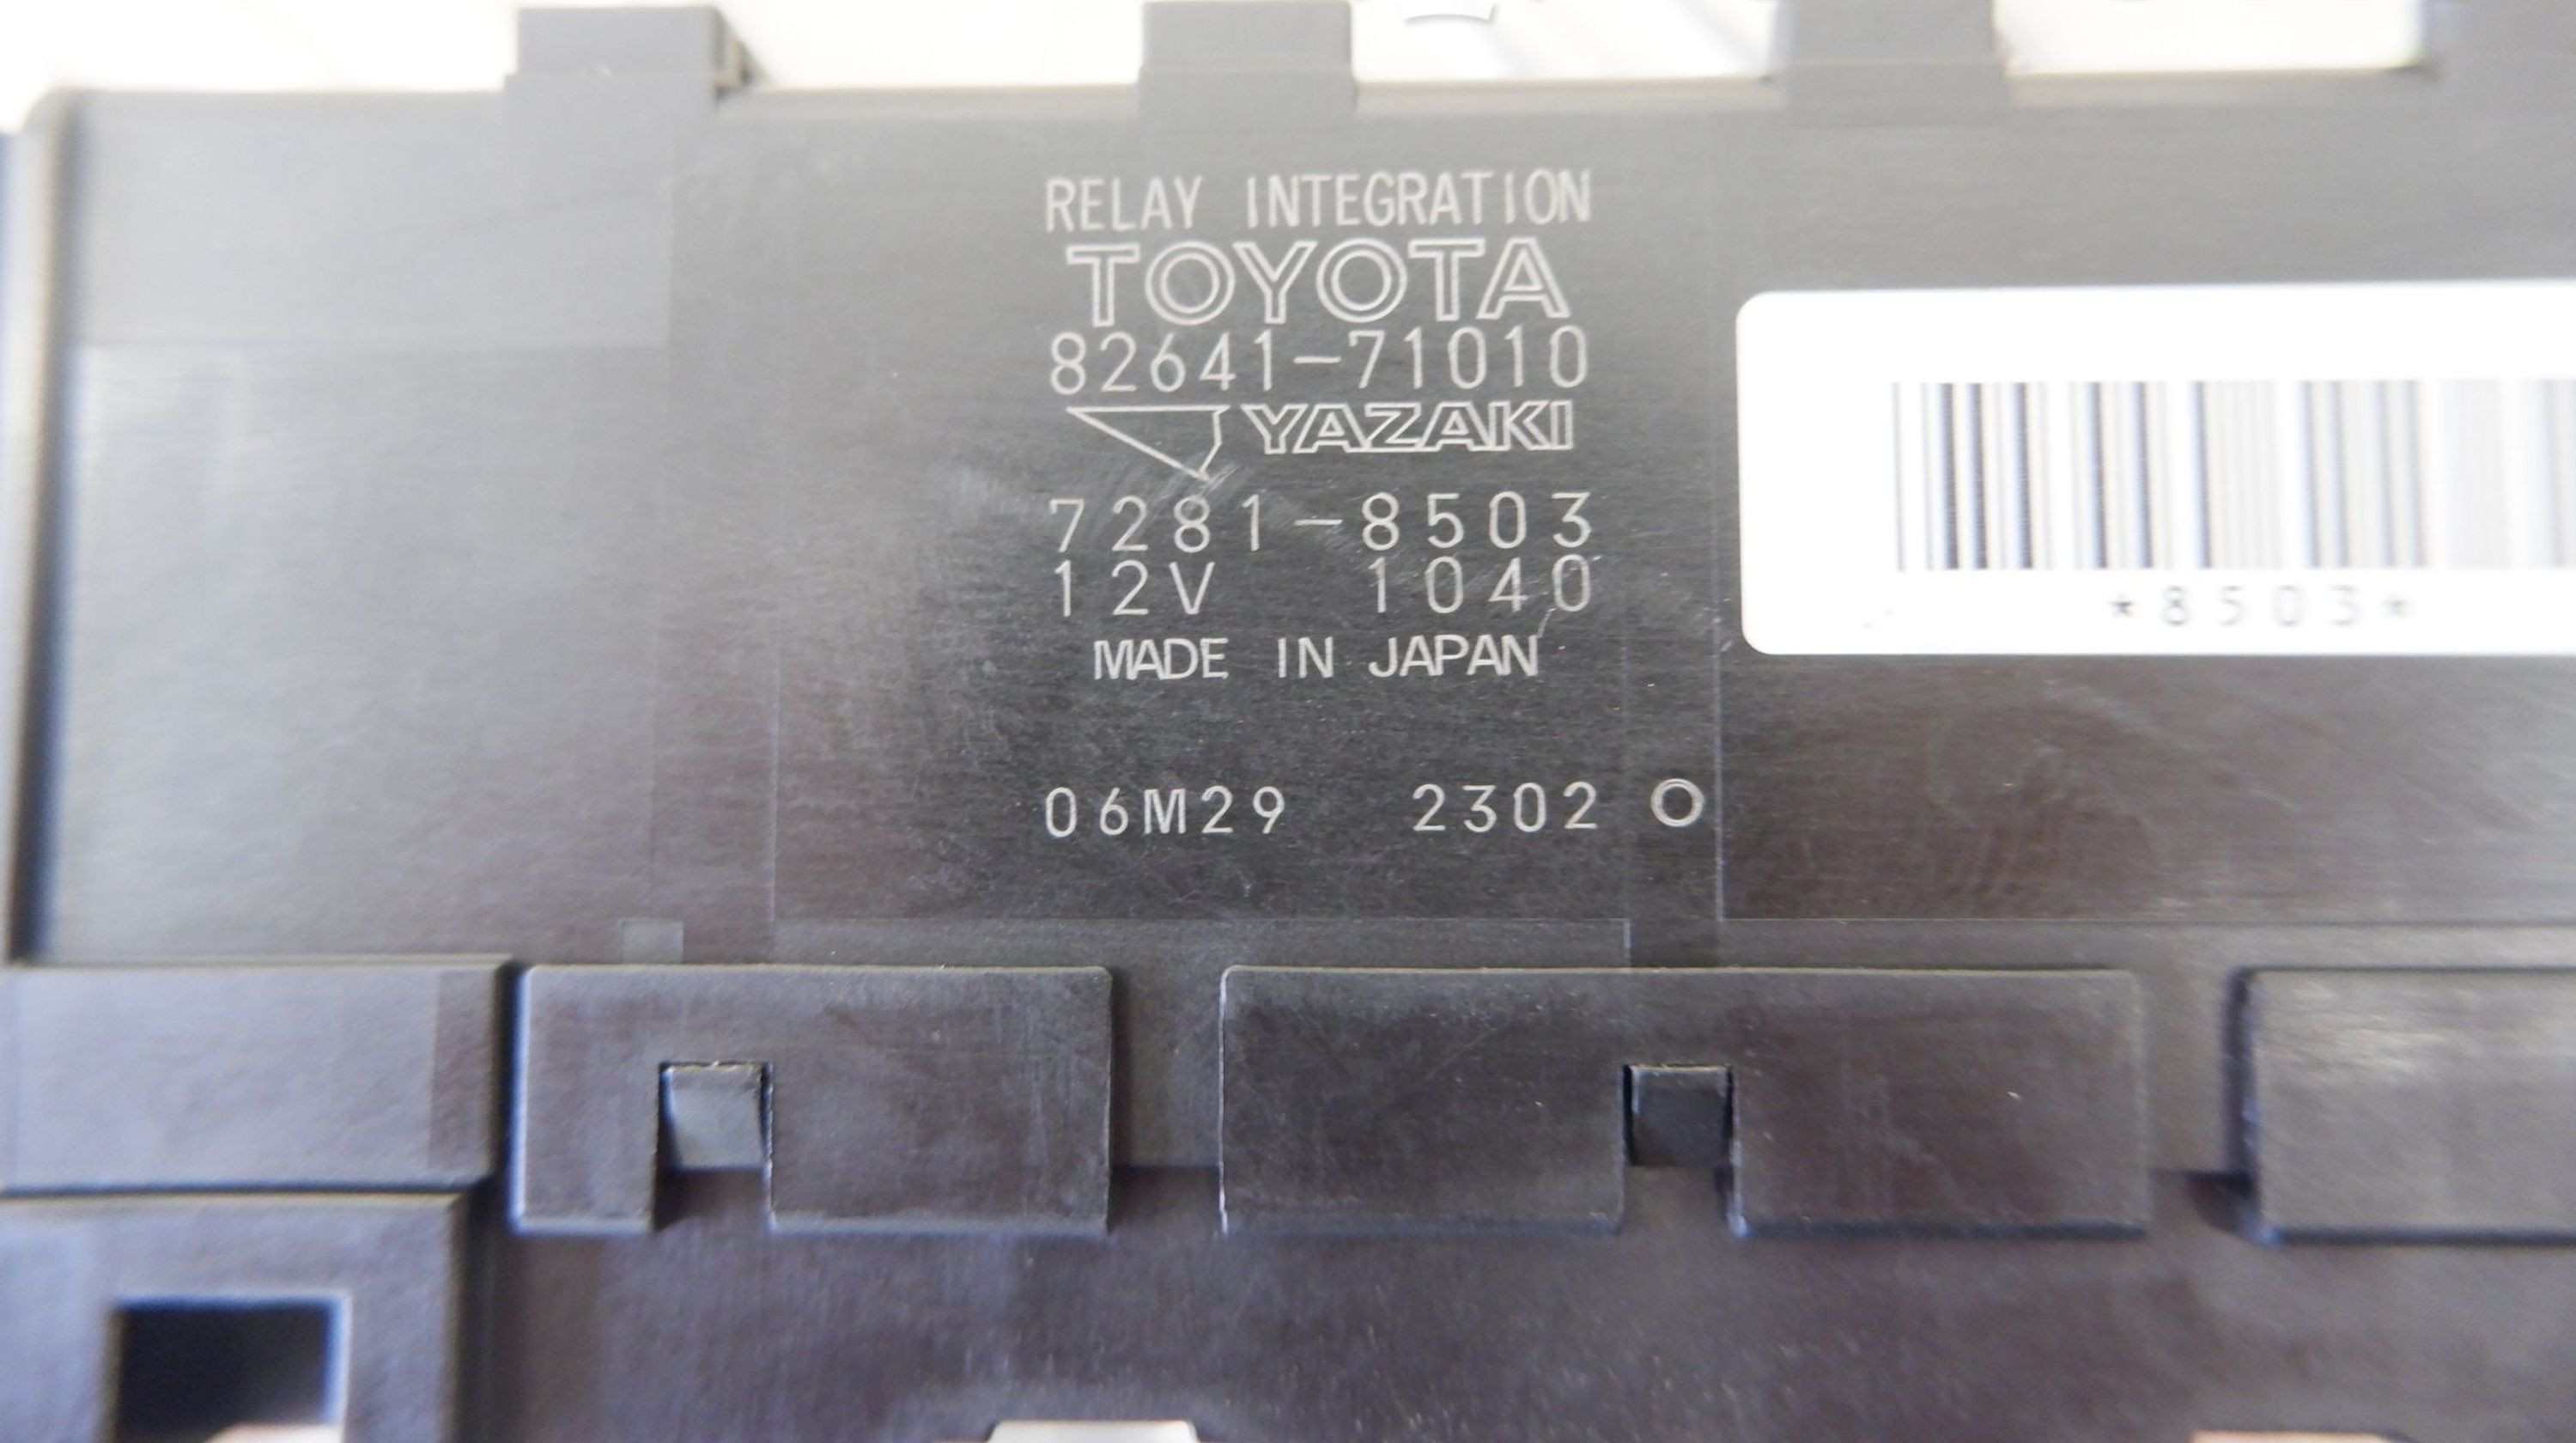 RELAY INTEGRATION
TOYOTA
82641-71010
YAZAKI
7281-8503
12V 1040
MADE IN JAPAN
06M29 2302 O
*8503*